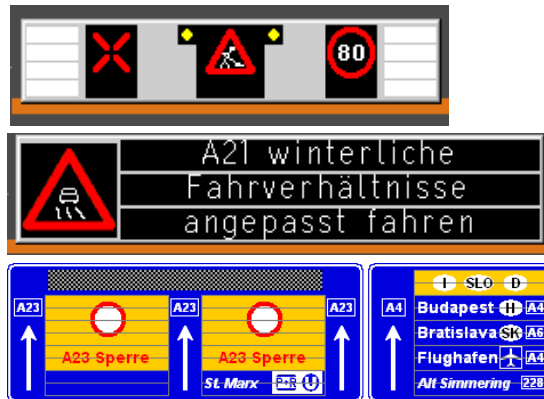 80
A21 winterliche
Fahrverhältnisse
angepasst fahren
A23 A23 A23
A23 Sperre A23 Sperre
St. Marx P+R U
I SLO D
A4 Budapest H A4
Bratislava SK A6
Flughafen A4
Alt Simmering 228